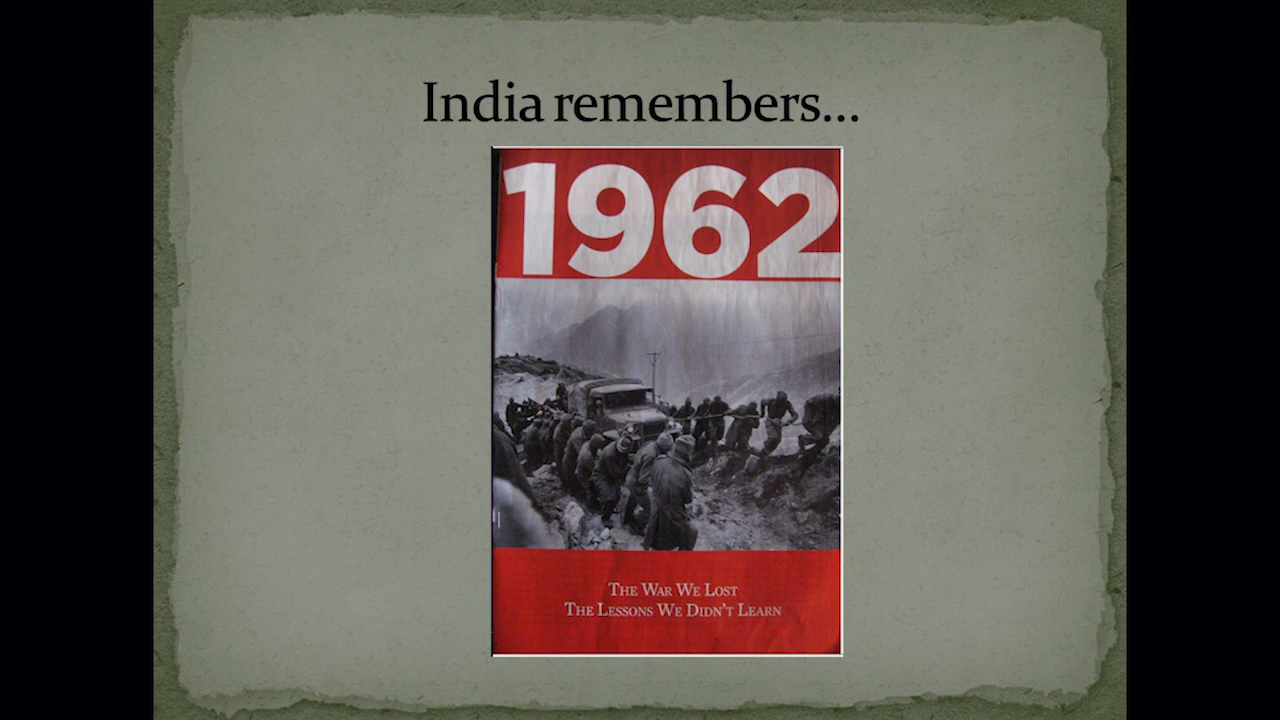 India remembers...
1962
The War We Lost
The Lessons We Didn't Learn